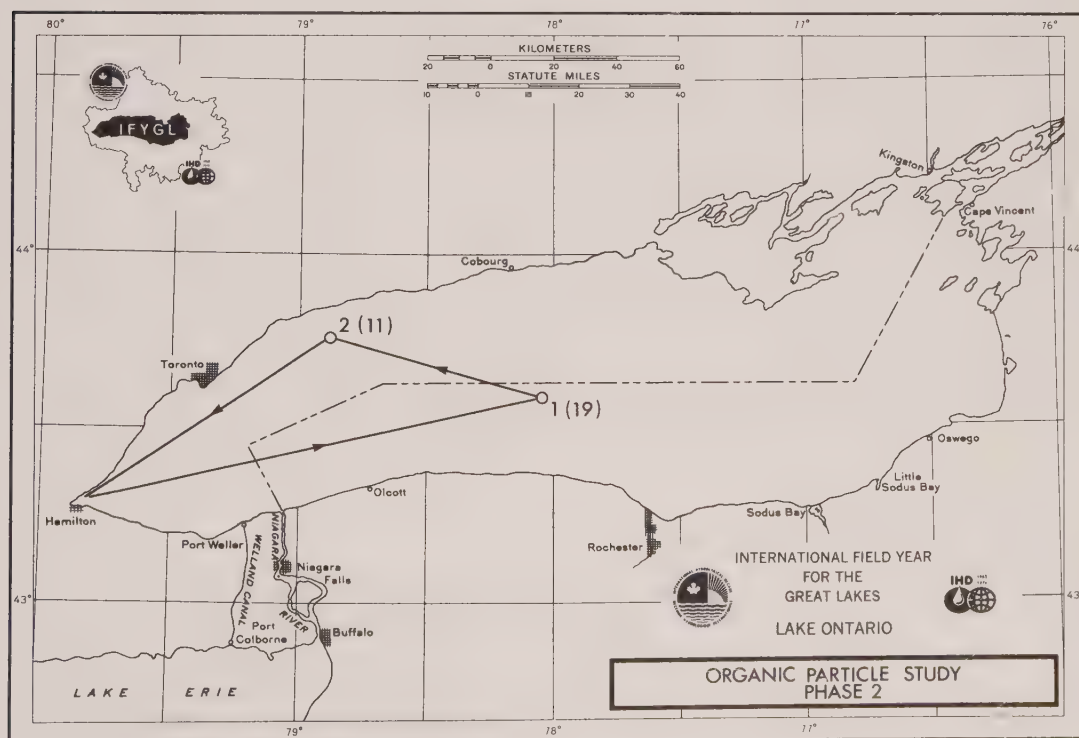 80° 79° 78° 77° 76°
KILOMETERS
20 0 20 40 60
STATUTE MILES
10 0 10 20 30 40
IFYGL
IHD
Kingston
Cape Vincent
44° 44°
Cobourg
2 (11)
Toronto
1 (19)
Oswego
Little
Sodus Bay
Olcott
Hamilton
Sodus Bay
Port Weller
NIAGARA
RIVER
WELLAND CANAL
Rochester
Niagara
Falls
INTERNATIONAL FIELD YEAR
FOR THE
GREAT LAKES
IHD
LAKE ONTARIO
43° 43°
Port
Colborne
Buffalo
ORGANIC PARTICLE STUDY
PHASE 2
LAKE ERIE
79° 78° 77°